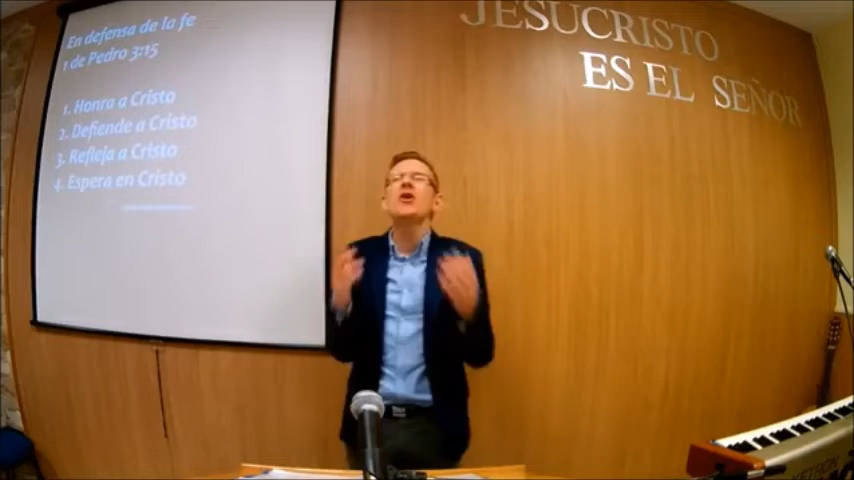 En defensa de la fe
1 de Pedro 3:15
1. Honra a Cristo
2. Defiende a Cristo
3. Refleja a Cristo
4. Espera en Cristo
JESUCRISTO
ES EL SEÑOR